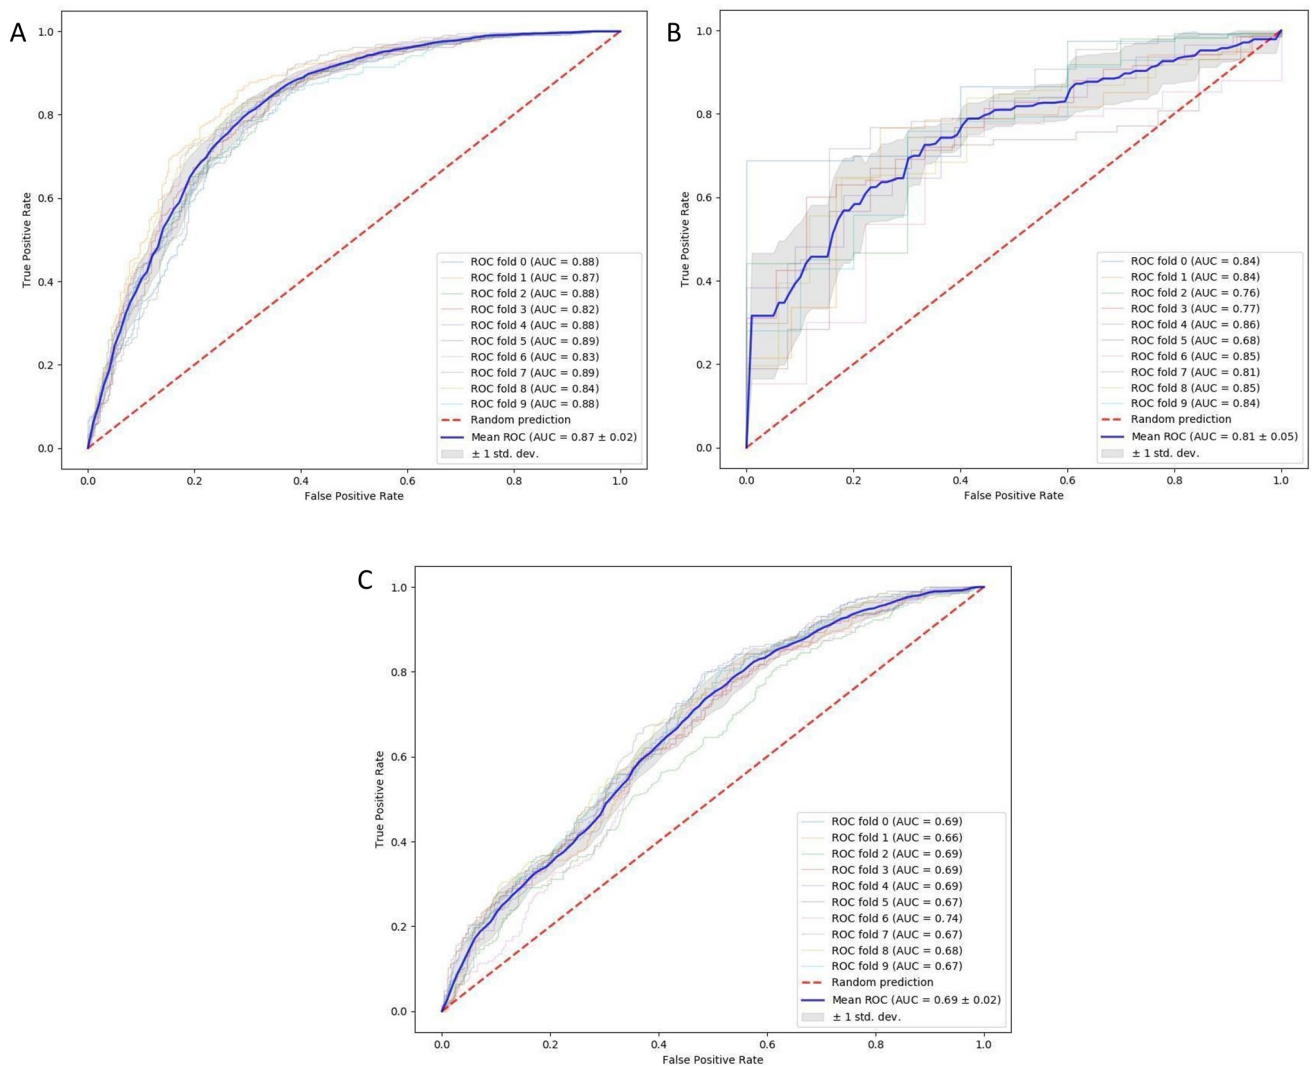 A
1.0
0.8
0.6
0.4
0.2
0.0
True Positive Rate
0.0 0.2 0.4 0.6 0.8 1.0
False Positive Rate
ROC fold 0 (AUC = 0.88)
ROC fold 1 (AUC = 0.87)
ROC fold 2 (AUC = 0.88)
ROC fold 3 (AUC = 0.82)
ROC fold 4 (AUC = 0.88)
ROC fold 5 (AUC = 0.89)
ROC fold 6 (AUC = 0.83)
ROC fold 7 (AUC = 0.89)
ROC fold 8 (AUC = 0.84)
ROC fold 9 (AUC = 0.88)
Random prediction
Mean ROC (AUC = 0.87 ± 0.02)
± 1 std. dev.
B
1.0
0.8
0.6
0.4
0.2
0.0
True Positive Rate
0.0 0.2 0.4 0.6 0.8 1.0
False Positive Rate
ROC fold 0 (AUC = 0.84)
ROC fold 1 (AUC = 0.84)
ROC fold 2 (AUC = 0.76)
ROC fold 3 (AUC = 0.77)
ROC fold 4 (AUC = 0.86)
ROC fold 5 (AUC = 0.68)
ROC fold 6 (AUC = 0.85)
ROC fold 7 (AUC = 0.81)
ROC fold 8 (AUC = 0.85)
ROC fold 9 (AUC = 0.84)
Random prediction
Mean ROC (AUC = 0.81 ± 0.05)
± 1 std. dev.
C
1.0
0.8
0.6
0.4
0.2
0.0
True Positive Rate
0.0 0.2 0.4 0.6 0.8 1.0
False Positive Rate
ROC fold 0 (AUC = 0.69)
ROC fold 1 (AUC = 0.66)
ROC fold 2 (AUC = 0.69)
ROC fold 3 (AUC = 0.69)
ROC fold 4 (AUC = 0.69)
ROC fold 5 (AUC = 0.67)
ROC fold 6 (AUC = 0.74)
ROC fold 7 (AUC = 0.67)
ROC fold 8 (AUC = 0.68)
ROC fold 9 (AUC = 0.67)
Random prediction
Mean ROC (AUC = 0.69 ± 0.02)
± 1 std. dev.